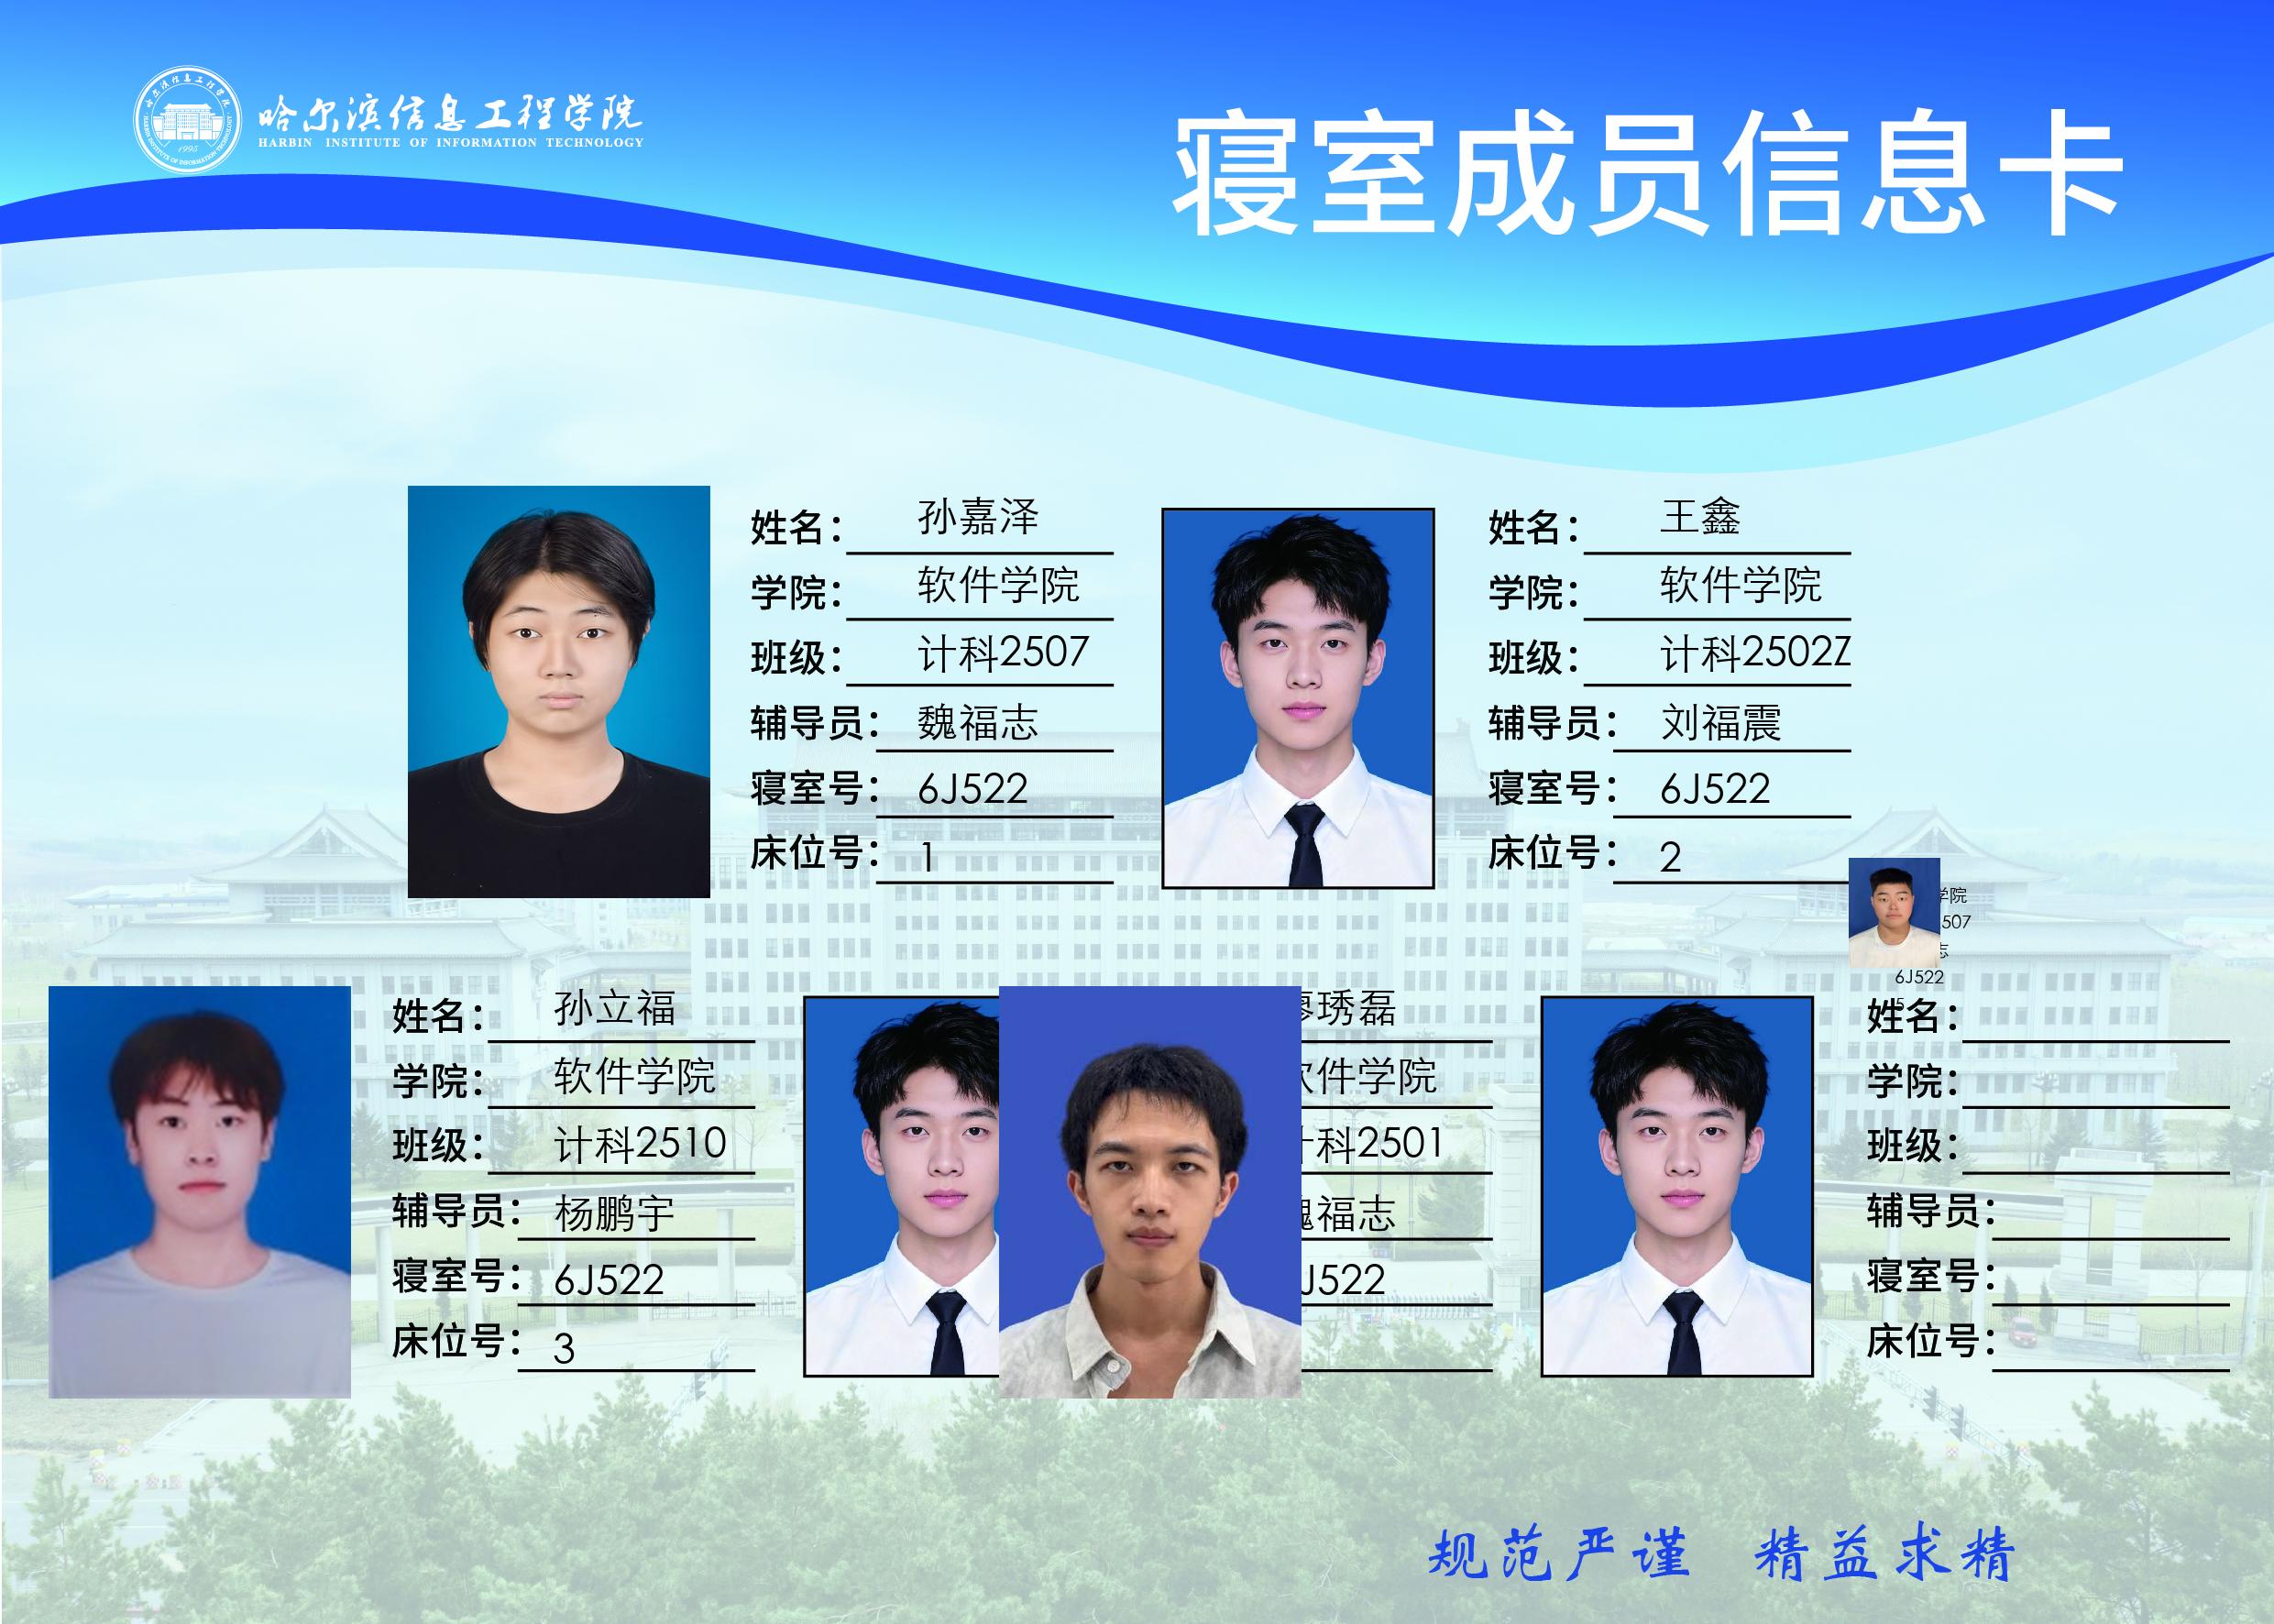 哈尔滨信息工程学院
HARBIN INSTITUTE OF INFORMATION TECHNOLOGY
1995
寝室成员信息卡
姓名： 孙嘉泽
学院： 软件学院
班级： 计科2507
辅导员： 魏福志
寝室号： 6J522
床位号： 1
姓名： 王鑫
学院： 软件学院
班级： 计科2502Z
辅导员： 刘福震
寝室号： 6J522
床位号： 2
学院
507
志
6J522
5
姓名： 孙立福
学院： 软件学院
班级： 计科2510
辅导员： 杨鹏宇
寝室号： 6J522
床位号： 3
琇磊
件学院
科2501
福志
J522
姓名：
学院：
班级：
辅导员：
寝室号：
床位号：
规范严谨 精益求精